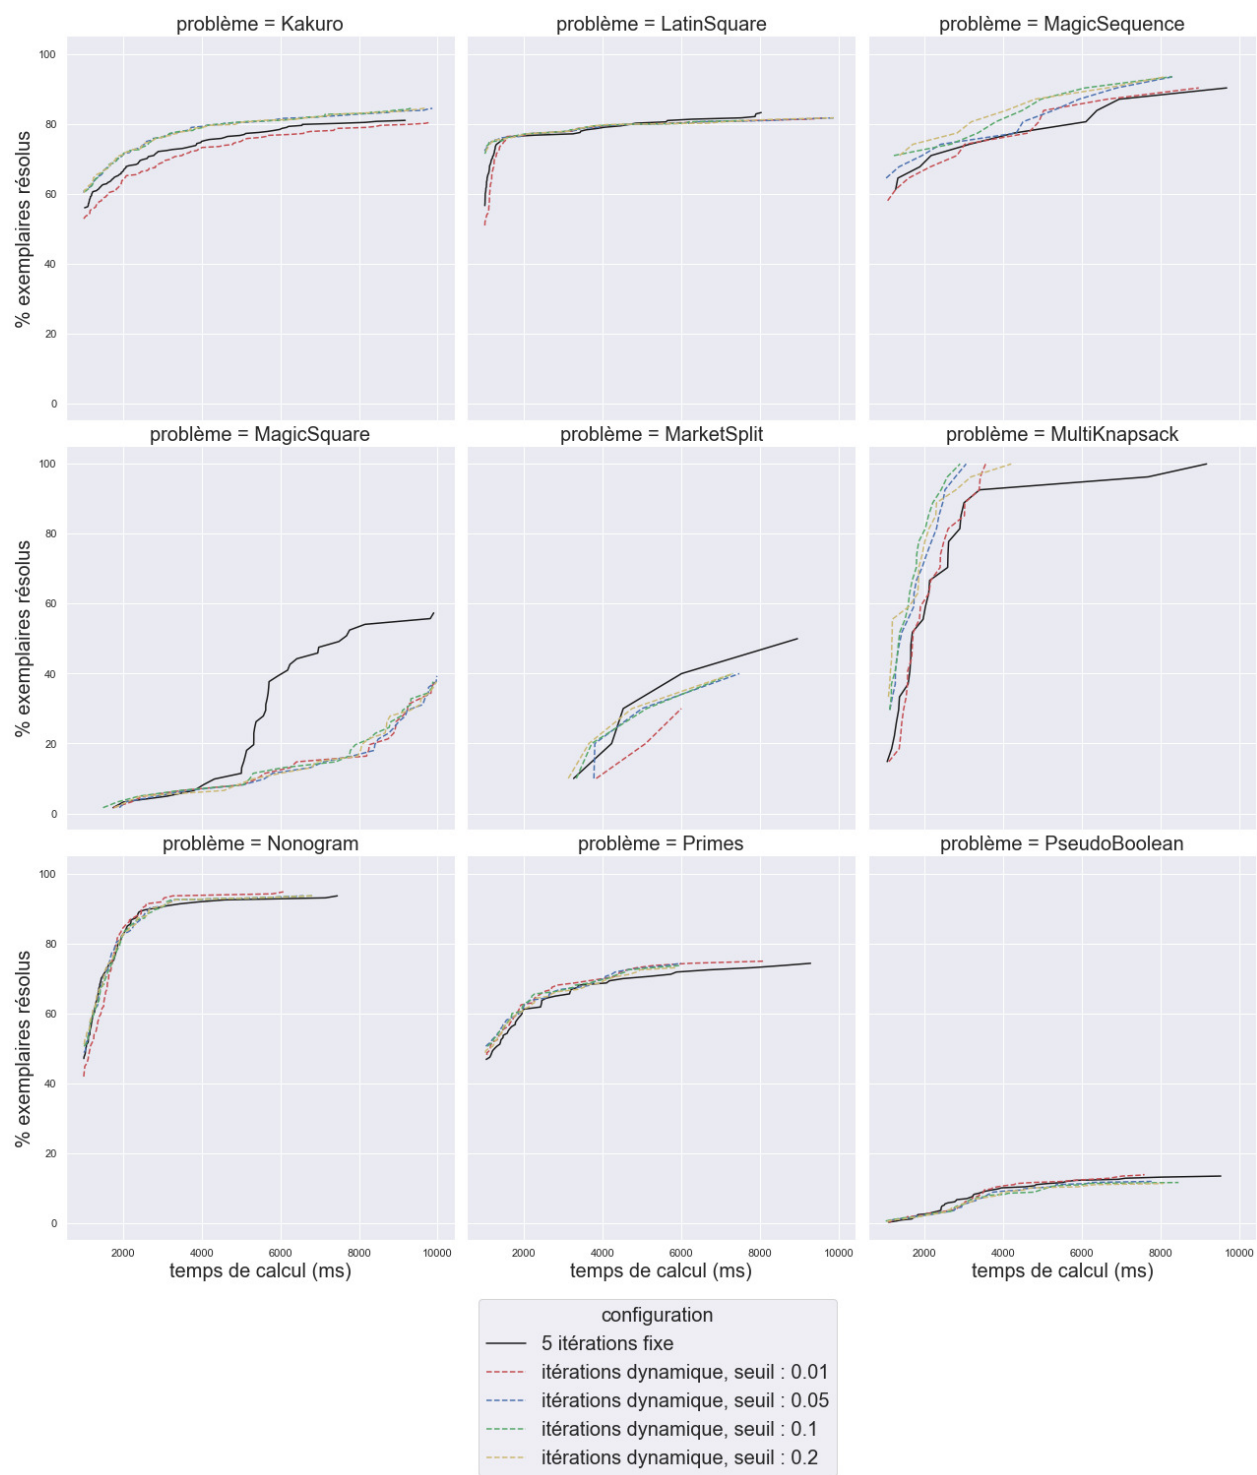 problème = Kakuro
problème = LatinSquare
problème = MagicSequence
100
80
60
40
20
0
% exemplaires résolus
problème = MagicSquare
problème = MarketSplit
problème = MultiKnapsack
100
80
60
40
20
0
% exemplaires résolus
problème = Nonogram
problème = Primes
problème = PseudoBoolean
100
80
60
40
20
0
% exemplaires résolus
2000 4000 6000 8000 10000
2000 4000 6000 8000 10000
2000 4000 6000 8000 10000
temps de calcul (ms)
temps de calcul (ms)
temps de calcul (ms)
configuration
5 itérations fixe
itérations dynamique, seuil : 0.01
itérations dynamique, seuil : 0.05
itérations dynamique, seuil : 0.1
itérations dynamique, seuil : 0.2